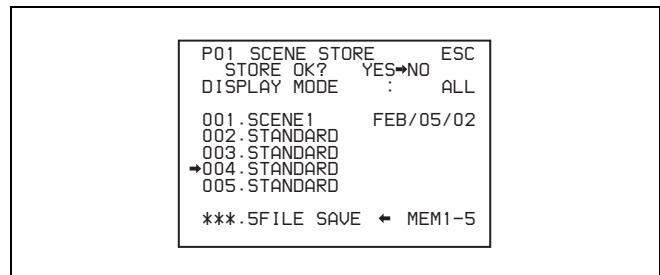 P01 SCENE STORE ESC
STORE OK? YES➡NO
DISPLAY MODE : ALL
001.SCENE1 FEB/05/02
002.STANDARD
003.STANDARD
➡004.STANDARD
005.STANDARD
***.5FILE SAVE ⬅ MEM1-5